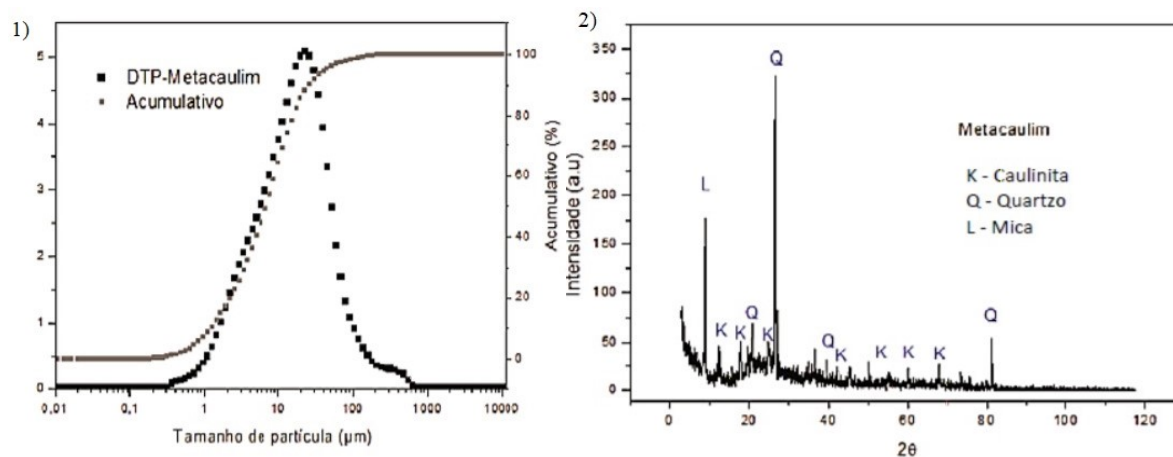 1)
5
4
3
2
1
0
DTP-Metacaulim
Acumulativo
100
80
60
40
20
0
Acumulativo (%)
0,01
0,1
1
10
100
1000
10000
Tamanho de partícula (µm)
2)
350
300
250
200
150
100
50
0
Intensidade (a.u)
Q
L
Metacaulim
K - Caulinita
Q - Quartzo
L - Mica
K
K
Q
K
Q
K
K
K
K
Q
0
20
40
60
80
100
120
2θ